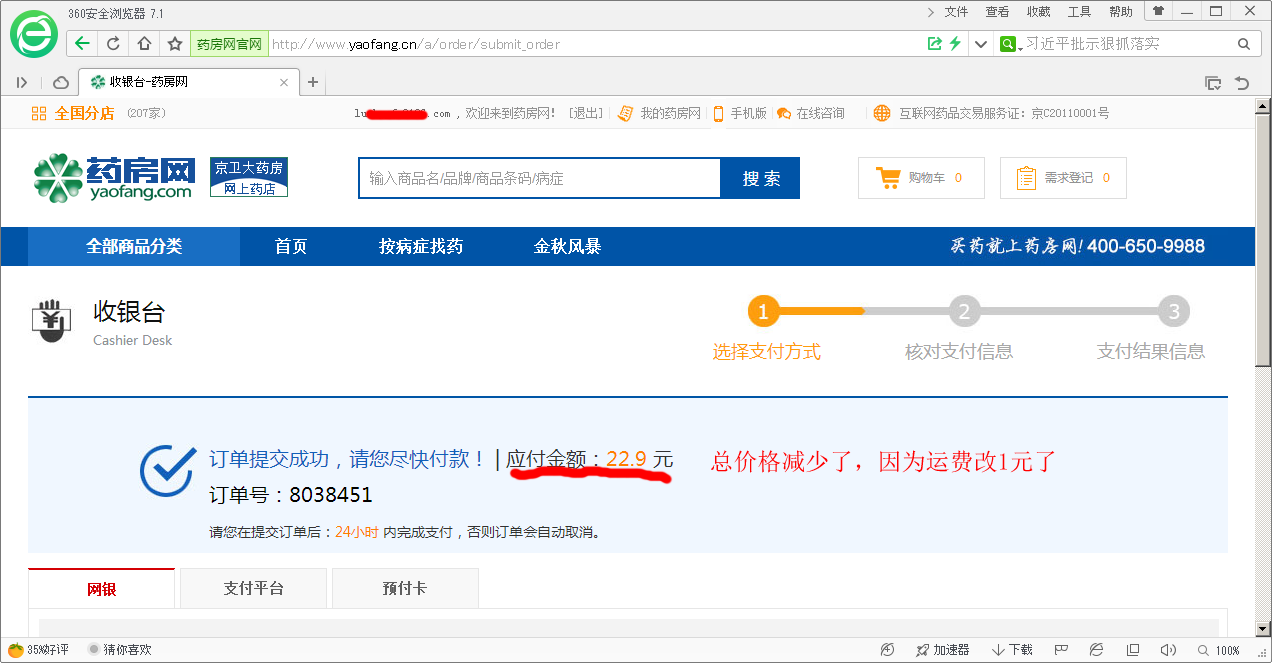 360安全浏览器 7.1
文件 查看 收藏 工具 帮助
药房网官网 http://www.yaofang.cn/a/order/submit_order
习近平批示狠抓落实
收银台-药房网
全国分店 (207家)
.com,欢迎来到药房网! [退出] 我的药房网 手机版 在线咨询 互联网药品交易服务证:京C20110001号
药房网
yaofang.com
京卫大药房
网上药店
输入商品名/品牌/商品条码/病症
搜 索
购物车 0
需求登记 0
全部商品分类 首页 按病症找药 金秋风暴 买药就上药房网! 400-650-9988
收银台
Cashier Desk
1 2 3
选择支付方式 核对支付信息 支付结果信息
订单提交成功,请您尽快付款! | 应付金额:22.9 元 总价格减少了,因为运费改1元了
订单号:8038451
请您在提交订单后:24小时 内完成支付,否则订单会自动取消。
网银 支付平台 预付卡
35%好评 猜你喜欢 加速器 下载 100%